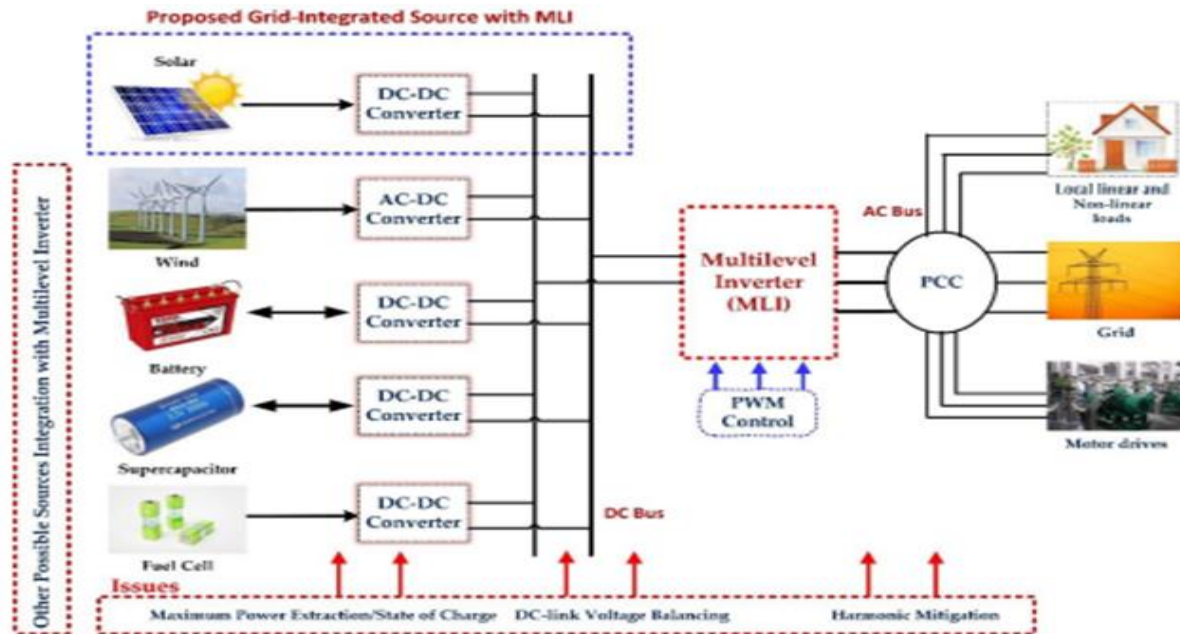 Proposed Grid-Integrated Source with MLI
Solar
DC-DC
Converter
Wind
AC-DC
Converter
Battery
DC-DC
Converter
Supercapacitor
DC-DC
Converter
Fuel Cell
DC-DC
Converter
Other Possible Sources Integration with Multilevel Inverter
DC Bus
Multilevel
Inverter
(MLI)
PWM
Control
AC Bus
PCC
Local linear and
Non-linear
loads
Grid
Motor drives
Issues
Maximum Power Extraction/State of Charge
DC-link Voltage Balancing
Harmonic Mitigation